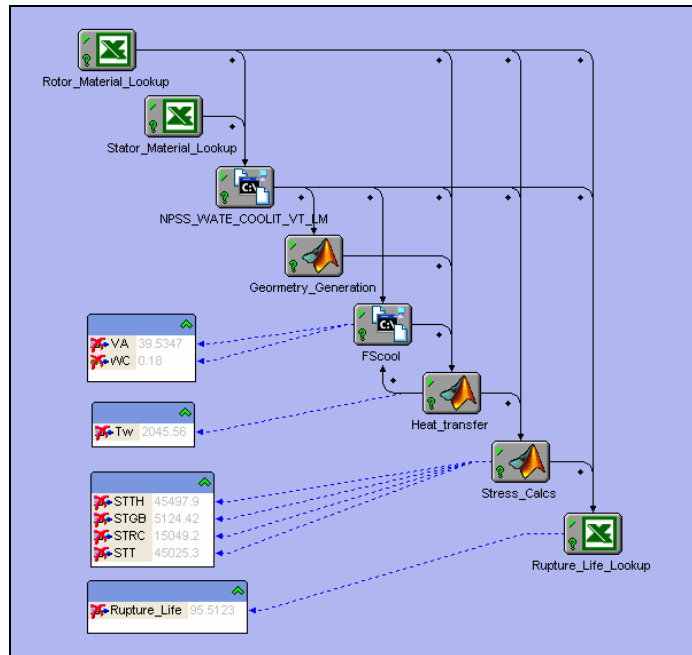 Rotor_Material_Lookup
Stator_Material_Lookup
NPSS_WATE_COOLIT_VT_LM
Geormetry_Generation
FScool
VA 39.5347
WC 0.18
Heat_transfer
Tw 2045.56
Stress_Calcs
STTH 45497.9
STGB 5124.42
STRC 15049.2
STT 45025.3
Rupture_Life_Lookup
Rupture_Life 95.5123